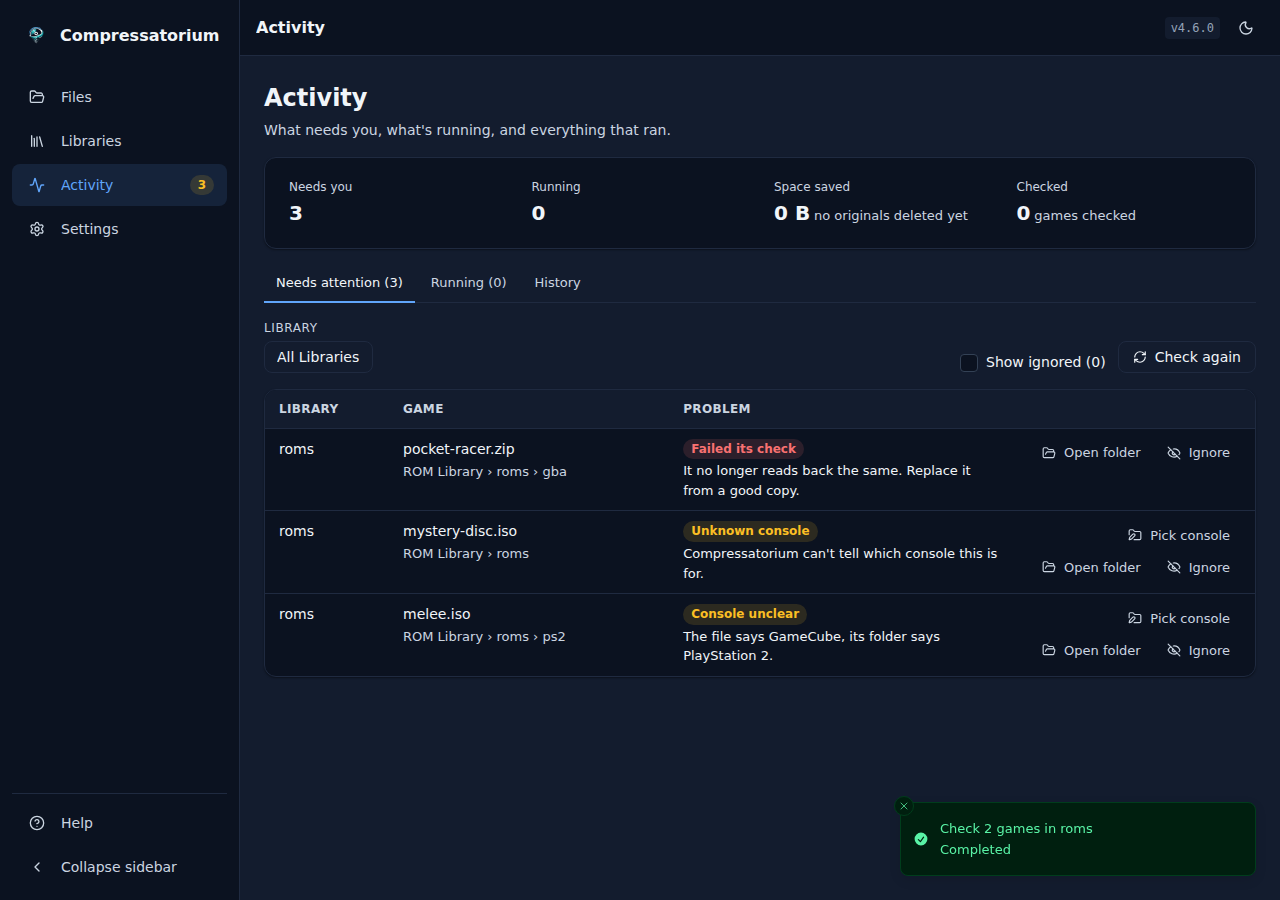 Compressatorium
Files
Libraries
Activity 3
Settings
Help
Collapse sidebar
Activity
v4.6.0
Activity
What needs you, what's running, and everything that ran.
Needs you
3
Running
0
Space saved
0 B no originals deleted yet
Checked
0 games checked
Needs attention (3) Running (0) History
LIBRARY
All Libraries
Show ignored (0) Check again
LIBRARY GAME PROBLEM
roms
pocket-racer.zip
ROM Library › roms › gba
Failed its check
It no longer reads back the same. Replace it
from a good copy.
Open folder Ignore
roms
mystery-disc.iso
ROM Library › roms
Unknown console
Compressatorium can't tell which console this is
for.
Pick console
Open folder Ignore
roms
melee.iso
ROM Library › roms › ps2
Console unclear
The file says GameCube, its folder says
PlayStation 2.
Pick console
Open folder Ignore
Check 2 games in roms
Completed